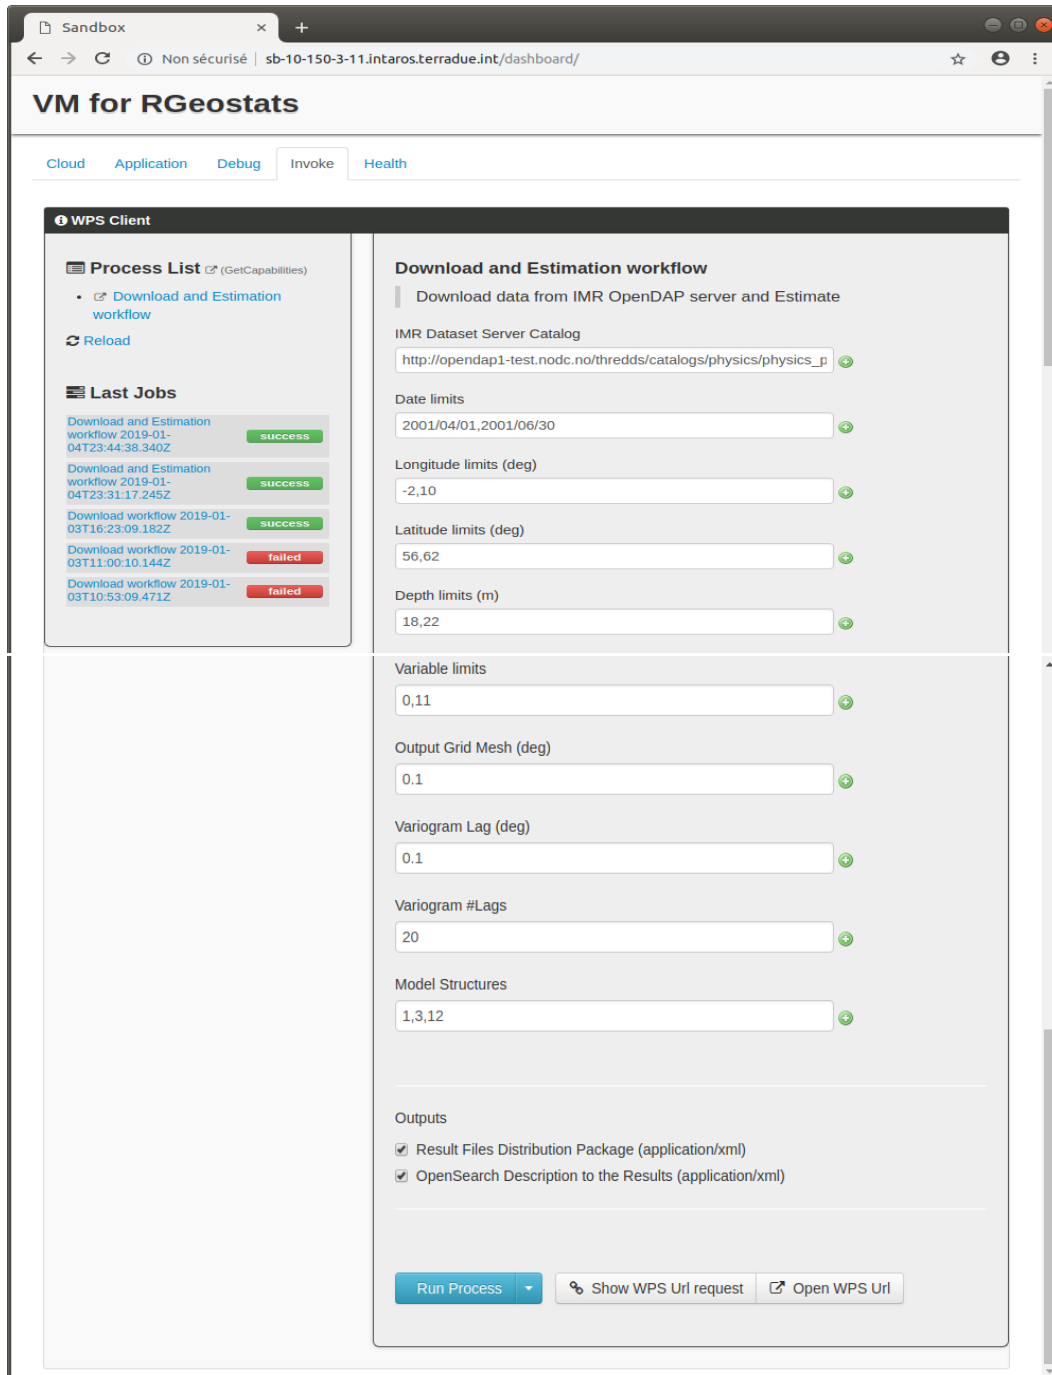 Sandbox
Non sécurisé | sb-10-150-3-11.intaros.terradue.int/dashboard/
VM for RGeostats
Cloud Application Debug Invoke Health
WPS Client
Process List (GetCapabilities)
Download and Estimation
workflow
Reload
Last Jobs
Download and Estimation
workflow 2019-01-
04T23:44:38.340Z
success
Download and Estimation
workflow 2019-01-
04T23:31:17.245Z
success
Download workflow 2019-01-
03T16:23:09.182Z
success
Download workflow 2019-01-
03T11:00:10.144Z
failed
Download workflow 2019-01-
03T10:53:09.471Z
failed
Download and Estimation workflow
Download data from IMR OpenDAP server and Estimate
IMR Dataset Server Catalog
http://opendap1-test.nodc.no/thredds/catalogs/physics/physics_p
Date limits
2001/04/01,2001/06/30
Longitude limits (deg)
-2,10
Latitude limits (deg)
56,62
Depth limits (m)
18,22
Variable limits
0,11
Output Grid Mesh (deg)
0.1
Variogram Lag (deg)
0.1
Variogram #Lags
20
Model Structures
1,3,12
Outputs
Result Files Distribution Package (application/xml)
OpenSearch Description to the Results (application/xml)
Run Process
Show WPS Url request
Open WPS Url